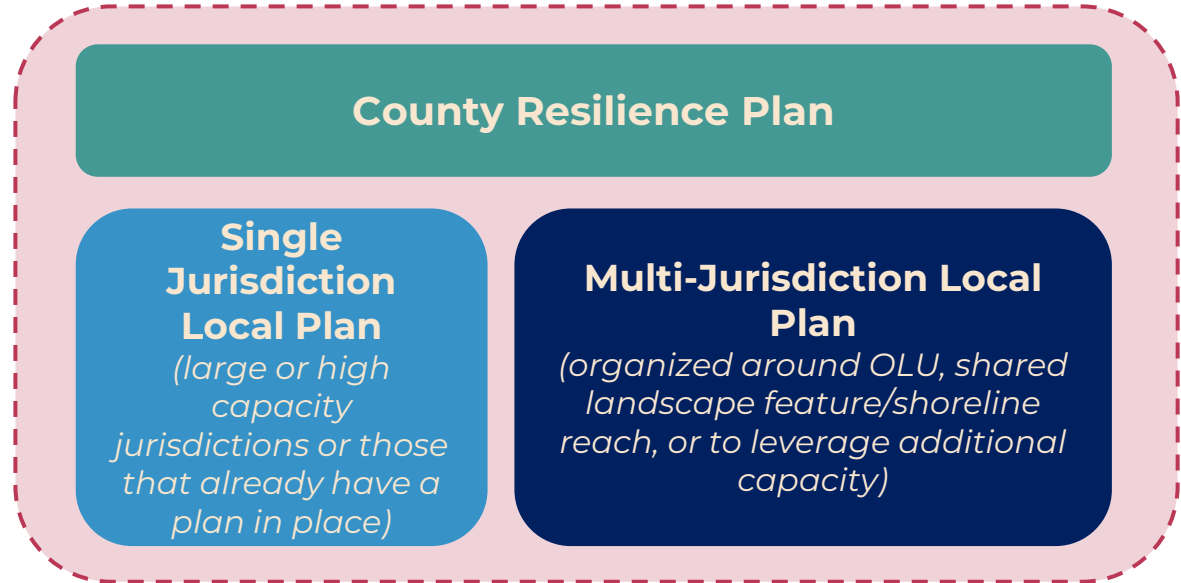 County Resilience Plan
Single
Jurisdiction
Local Plan
(large or high
capacity
jurisdictions or those
that already have a
plan in place)
Multi-Jurisdiction Local
Plan
(organized around OLU, shared
landscape feature/shoreline
reach, or to leverage additional
capacity)